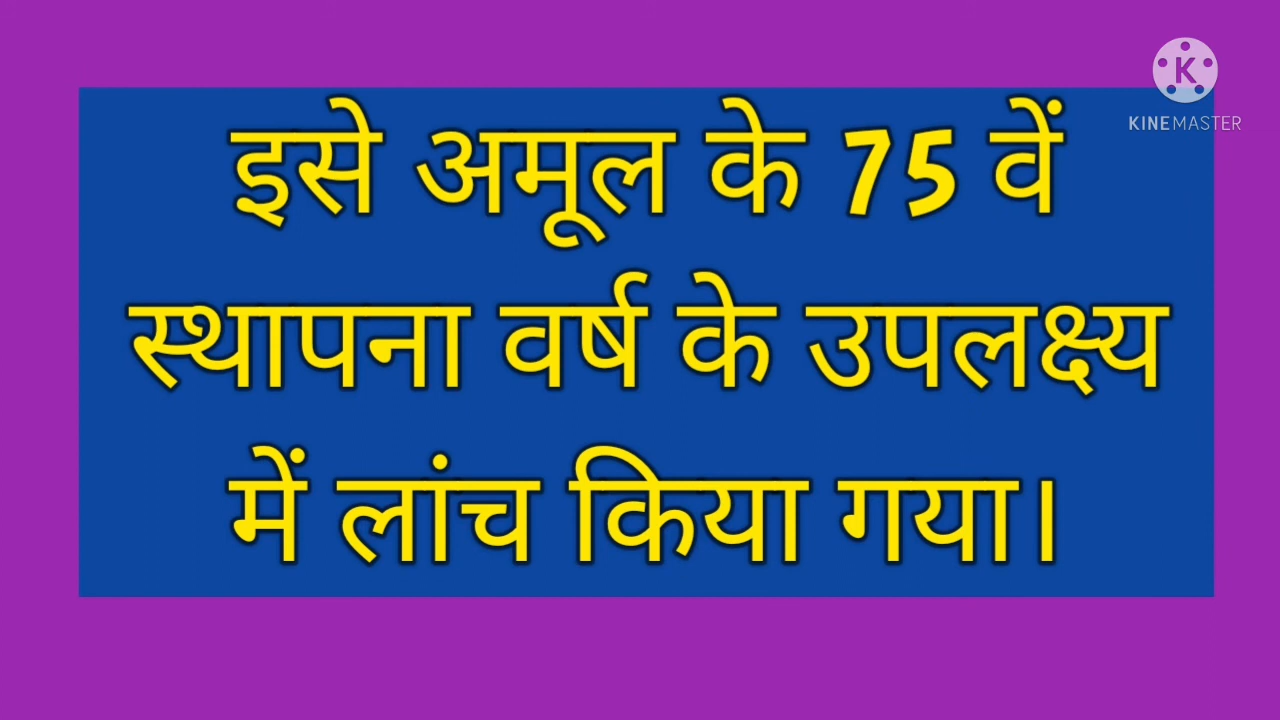 K
KINEMASTER
इसे अमूल के 75 वें
स्थापना वर्ष के उपलक्ष्य
में लांच किया गया।